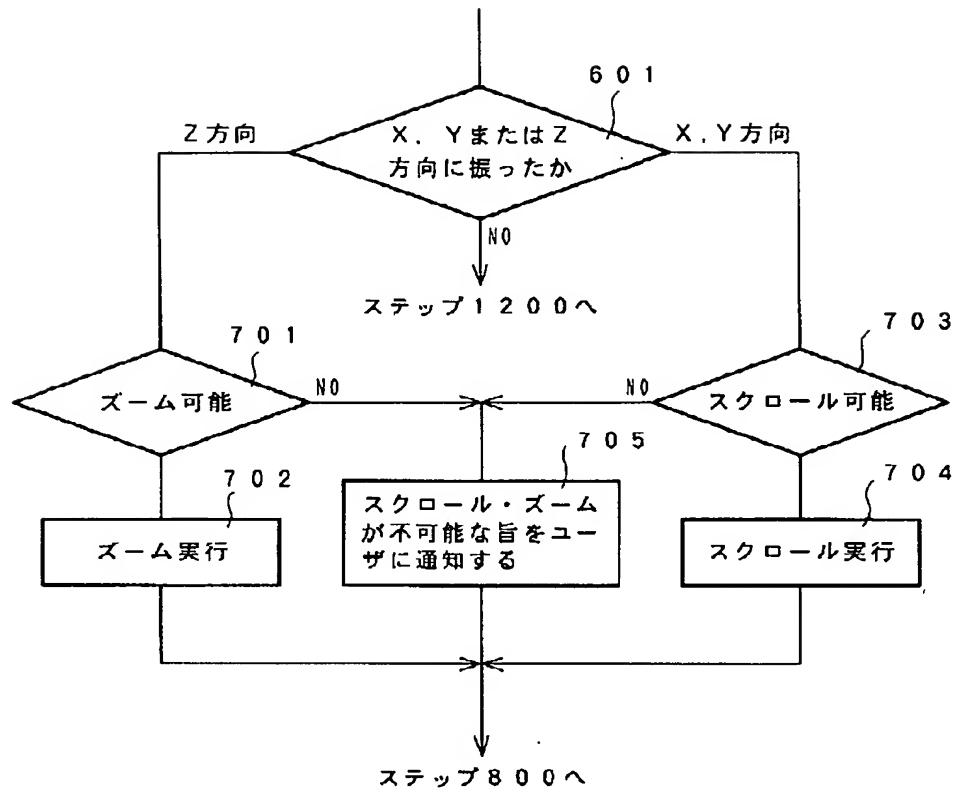 601
X,YまたはZ
方向に振ったか
Z方向
X,Y方向
NO
ステップ1200へ
701
ズーム可能
NO
703
スクロール可能
NO
702
ズーム実行
705
スクロール・ズーム
が不可能な旨をユー
ザに通知する
704
スクロール実行
ステップ800へ